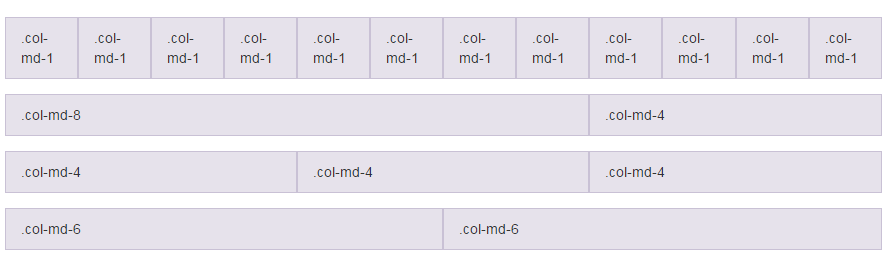 .col- .col- .col- .col- .col- .col- .col- .col- .col- .col- .col- .col-
md-1 md-1 md-1 md-1 md-1 md-1 md-1 md-1 md-1 md-1 md-1 md-1
.col-md-8 .col-md-4
.col-md-4 .col-md-4 .col-md-4
.col-md-6 .col-md-6